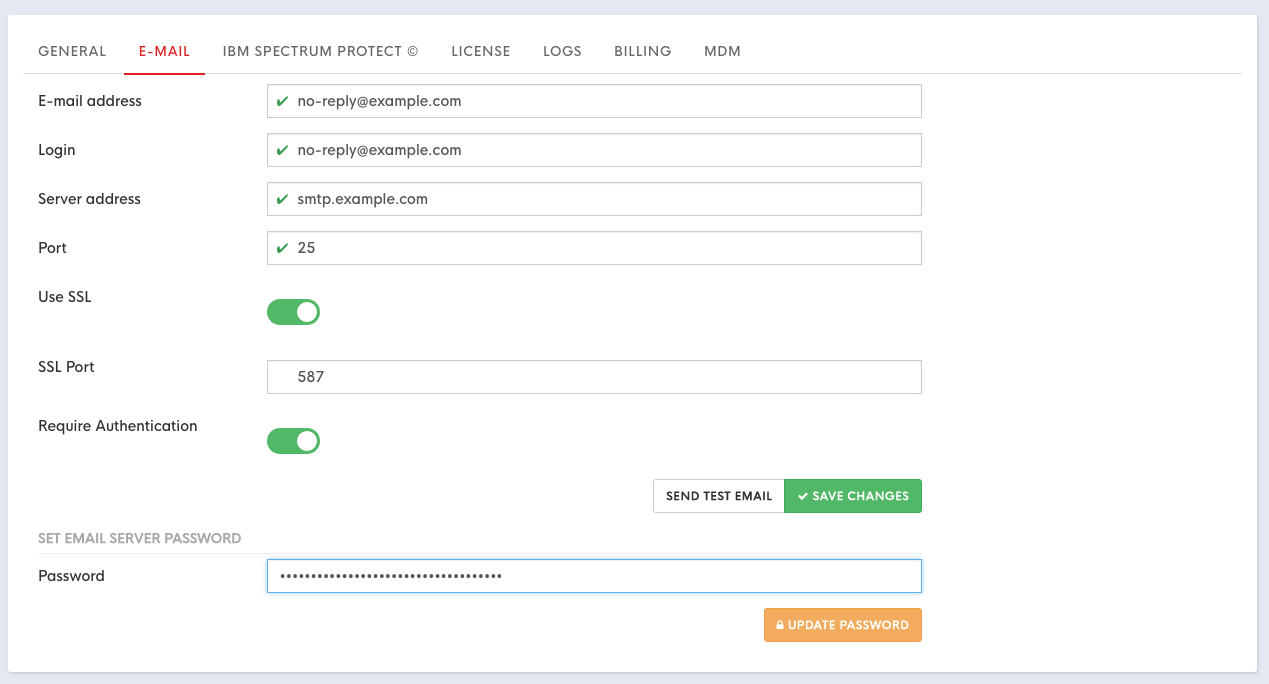 GENERAL E-MAIL IBM SPECTRUM PROTECT © LICENSE LOGS BILLING MDM
E-mail address ✔ no-reply@example.com
Login ✔ no-reply@example.com
Server address ✔ smtp.example.com
Port ✔ 25
Use SSL
SSL Port 587
Require Authentication
SEND TEST EMAIL ✔ SAVE CHANGES
SET EMAIL SERVER PASSWORD
Password ••••••••••••••••••••••••••••••••••••
UPDATE PASSWORD